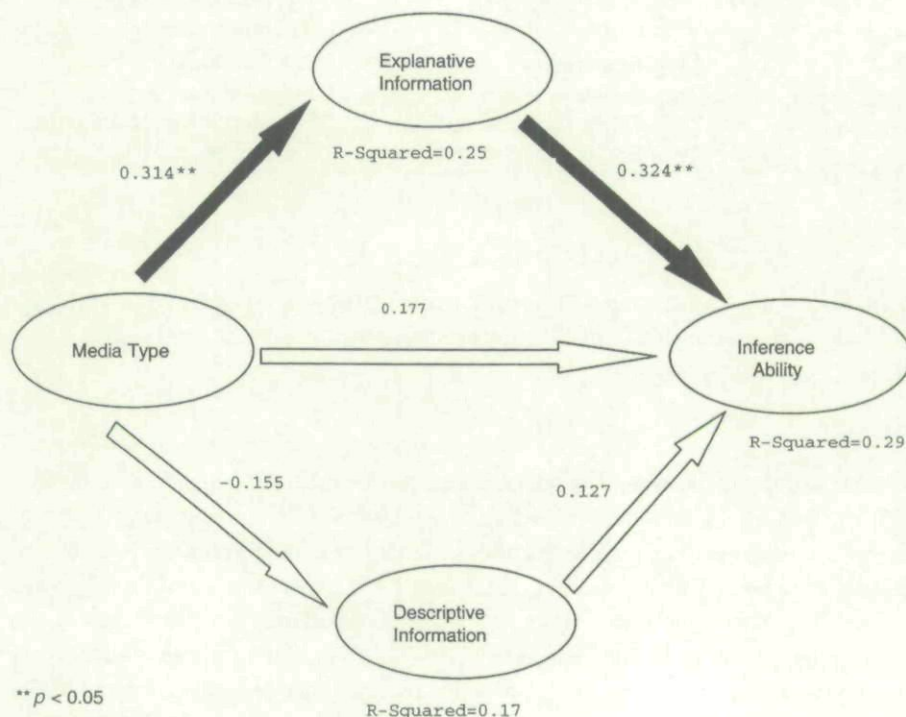 Explanative
Information
R-Squared=0.25
0.314**
0.324**
0.177
Media Type
Inference
Ability
R-Squared=0.29
-0.155
0.127
Descriptive
Information
**p < 0.05
R-Squared=0.17